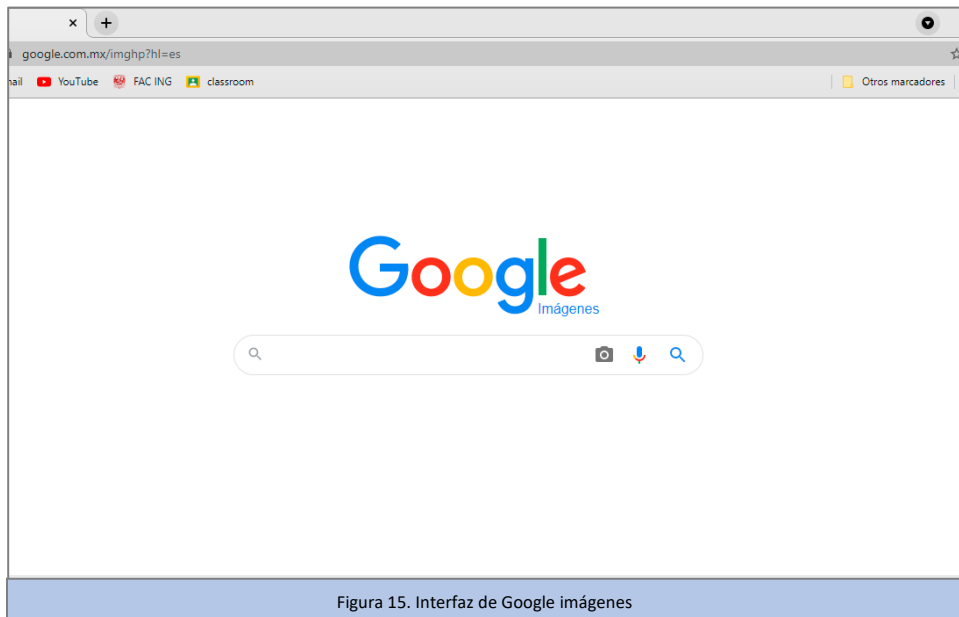 google.com.mx/imghp?hl=es
YouTube FAC ING classroom Otros marcadores
Google
Imágenes
Figura 15. Interfaz de Google imágenes